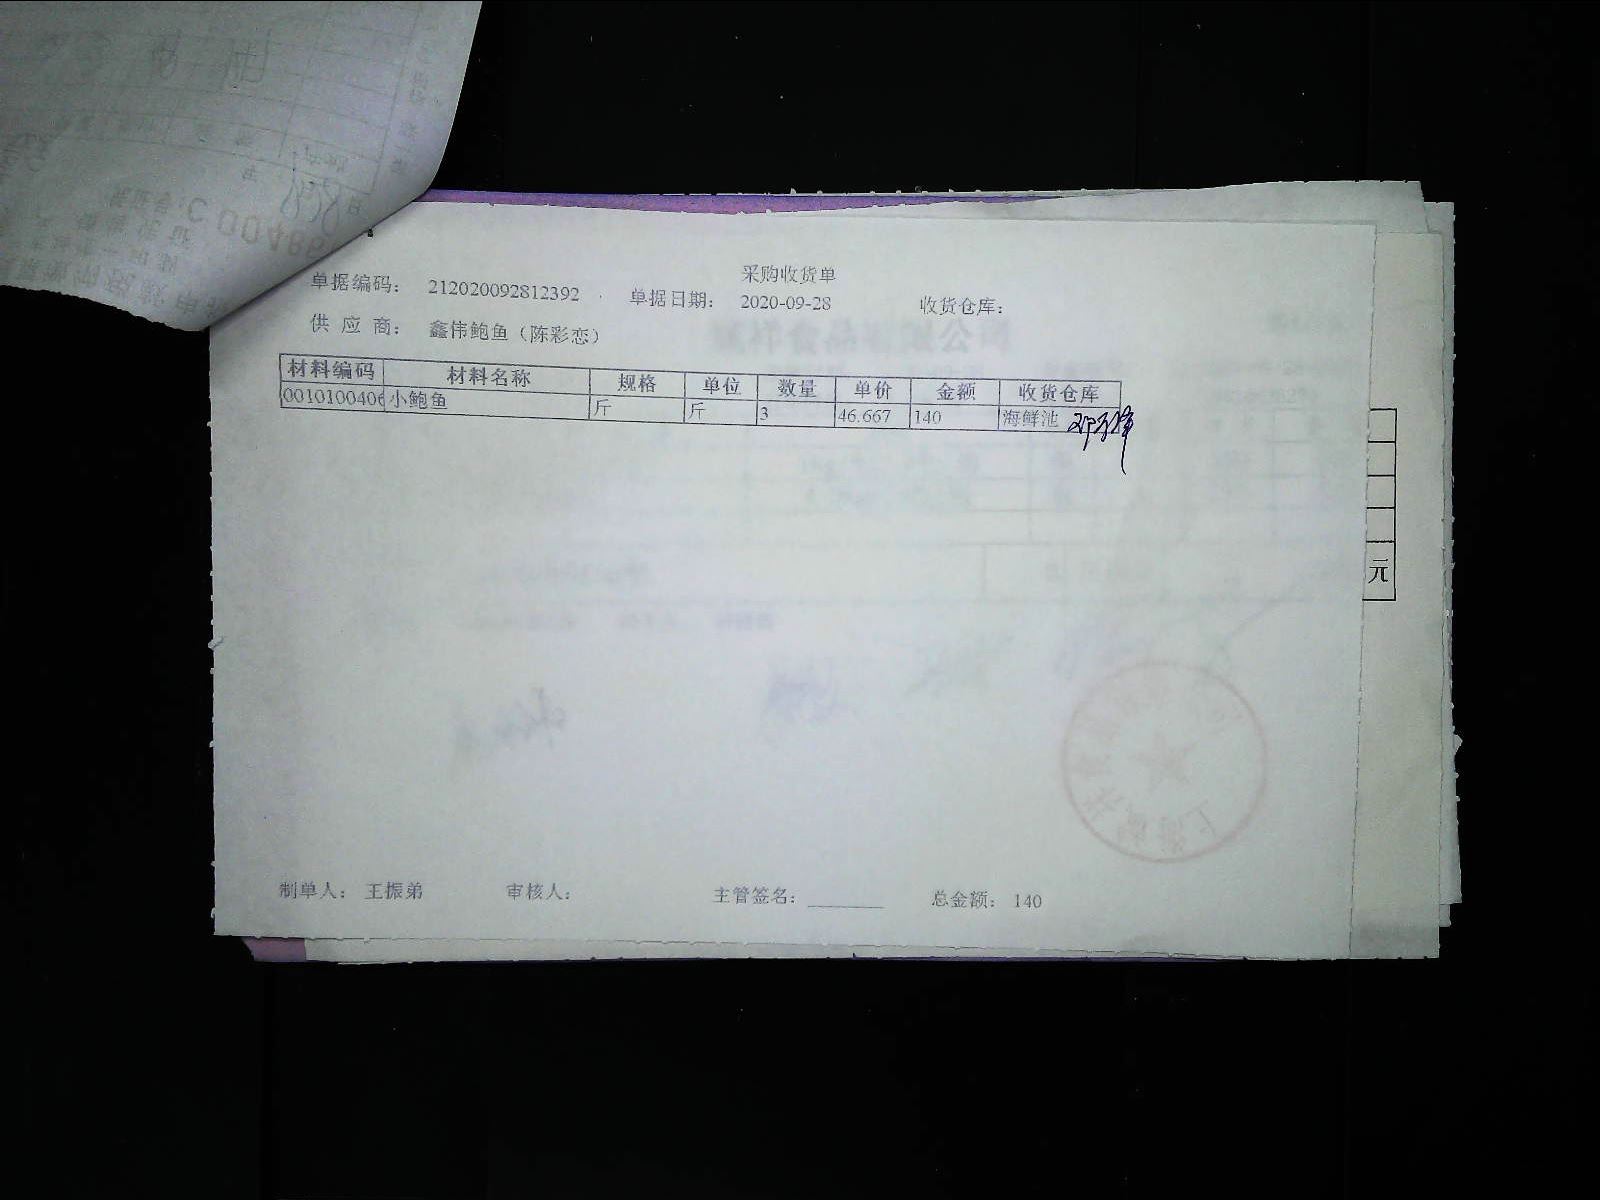 采购收货单
单据编码： 212020092812392 单据日期： 2020-09-28 收货仓库：
供 应 商： 鑫伟鲍鱼（陈彩恋）
材料编码 材料名称 规格 单位 数量 单价 金额 收货仓库
0010100406 小鲍鱼 斤 斤 3 46.667 140 海鲜池
元
制单人： 王振弟 审核人： 主管签名： 总金额： 140